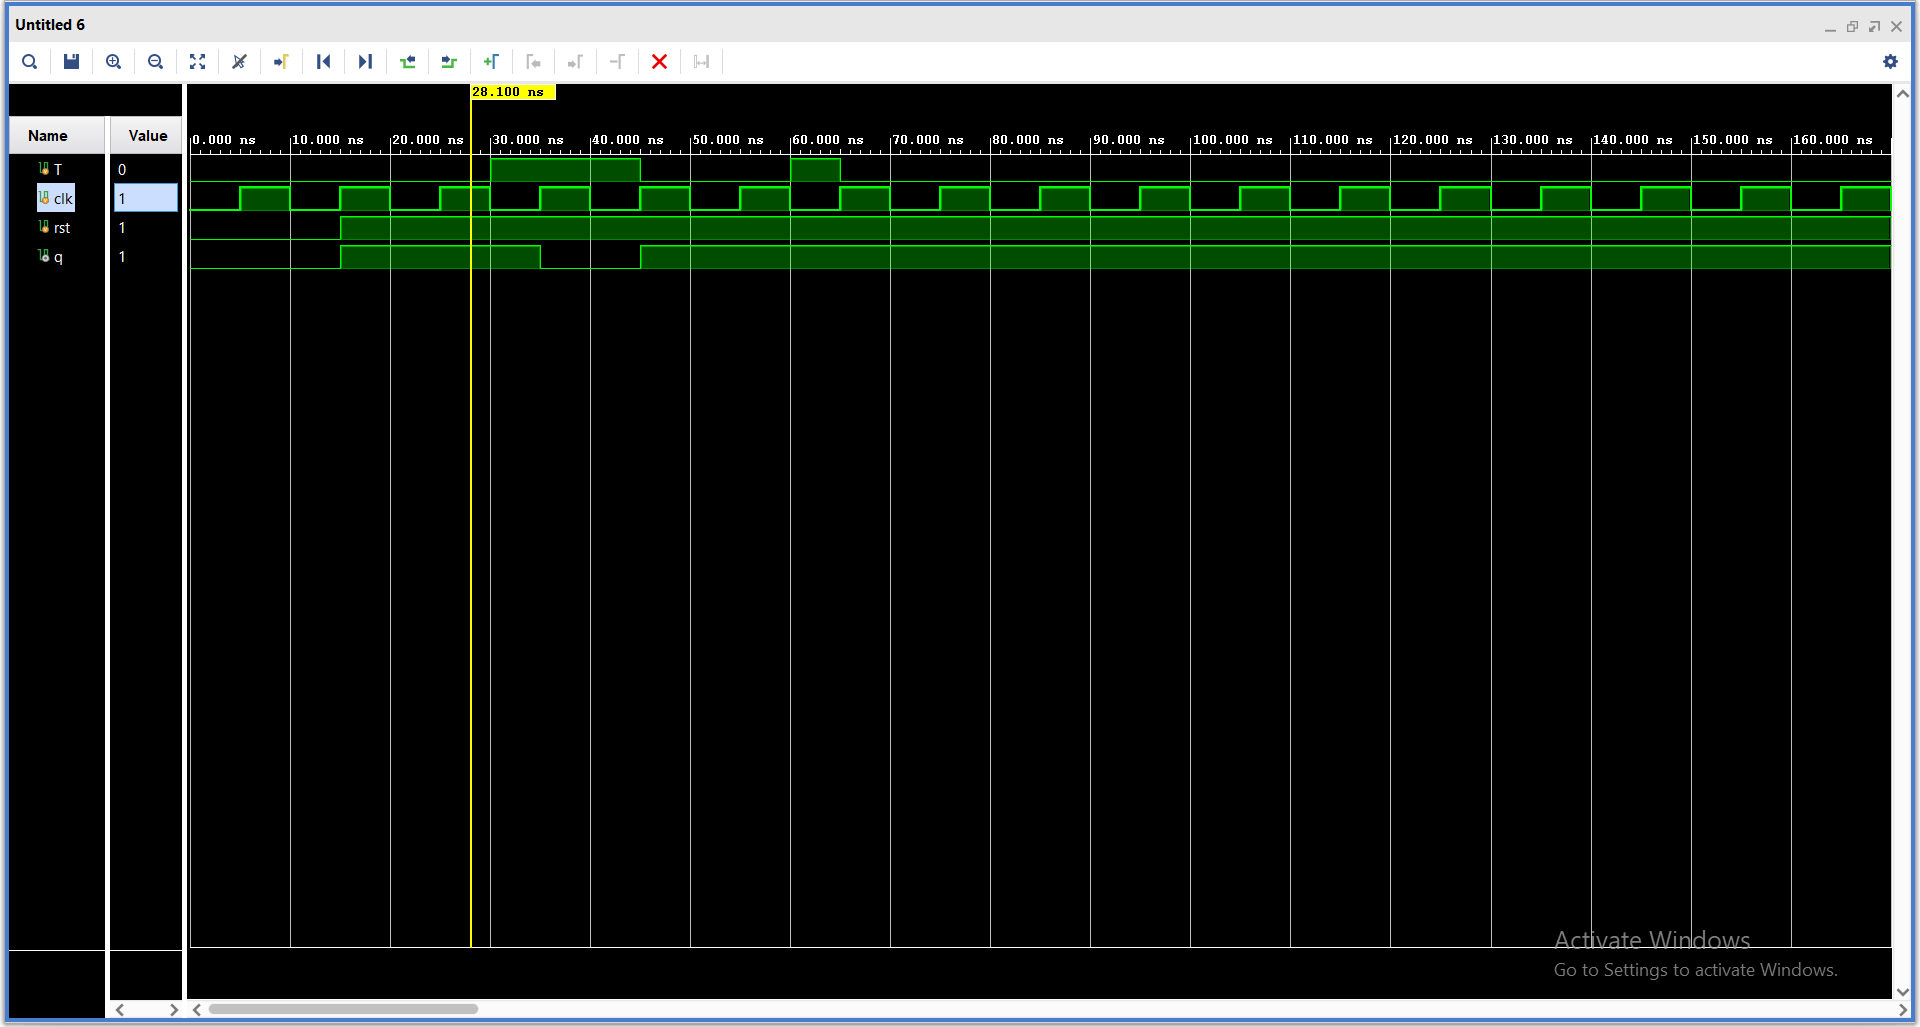 Untitled 6
28.100 ns
Name Value
0.000 ns 10.000 ns 20.000 ns 30.000 ns 40.000 ns 50.000 ns 60.000 ns 70.000 ns 80.000 ns 90.000 ns 100.000 ns 110.000 ns 120.000 ns 130.000 ns 140.000 ns 150.000 ns 160.000 ns
T 0
clk 1
rst 1
q 1
Activate Windows
Go to Settings to activate Windows.